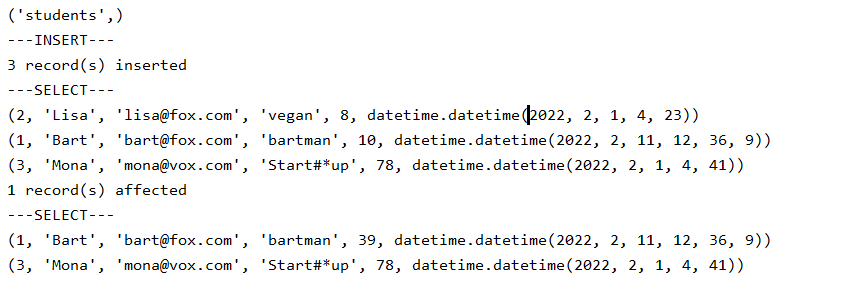 ('students',)
---INSERT---
3 record(s) inserted
---SELECT---
(2, 'Lisa', 'lisa@fox.com', 'vegan', 8, datetime.datetime(2022, 2, 1, 4, 23))
(1, 'Bart', 'bart@fox.com', 'bartman', 10, datetime.datetime(2022, 2, 11, 12, 36, 9))
(3, 'Mona', 'mona@vox.com', 'Start#*up', 78, datetime.datetime(2022, 2, 1, 4, 41))
1 record(s) affected
---SELECT---
(1, 'Bart', 'bart@fox.com', 'bartman', 39, datetime.datetime(2022, 2, 11, 12, 36, 9))
(3, 'Mona', 'mona@vox.com', 'Start#*up', 78, datetime.datetime(2022, 2, 1, 4, 41))